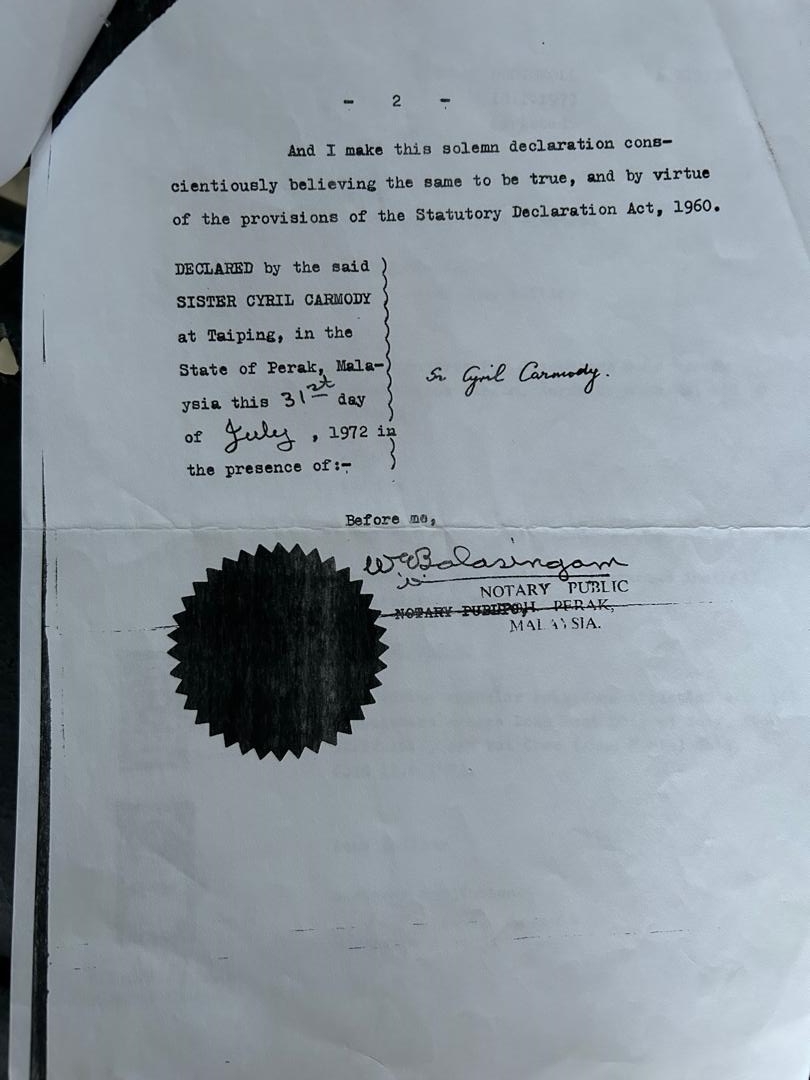 - 2 -
And I make this solemn declaration cons-
cientiously believing the same to be true, and by virtue
of the provisions of the Statutory Declaration Act, 1960.
DECLARED by the said
SISTER CYRIL CARMODY
at Taiping, in the
State of Perak, Mala-
ysia this 31st day
of July, 1972 in
the presence of:-
Sr Cyril Carmody.
Before me,
Balasingam
NOTARY PUBLIC
NOTARY PERAK,
MALAYSIA.